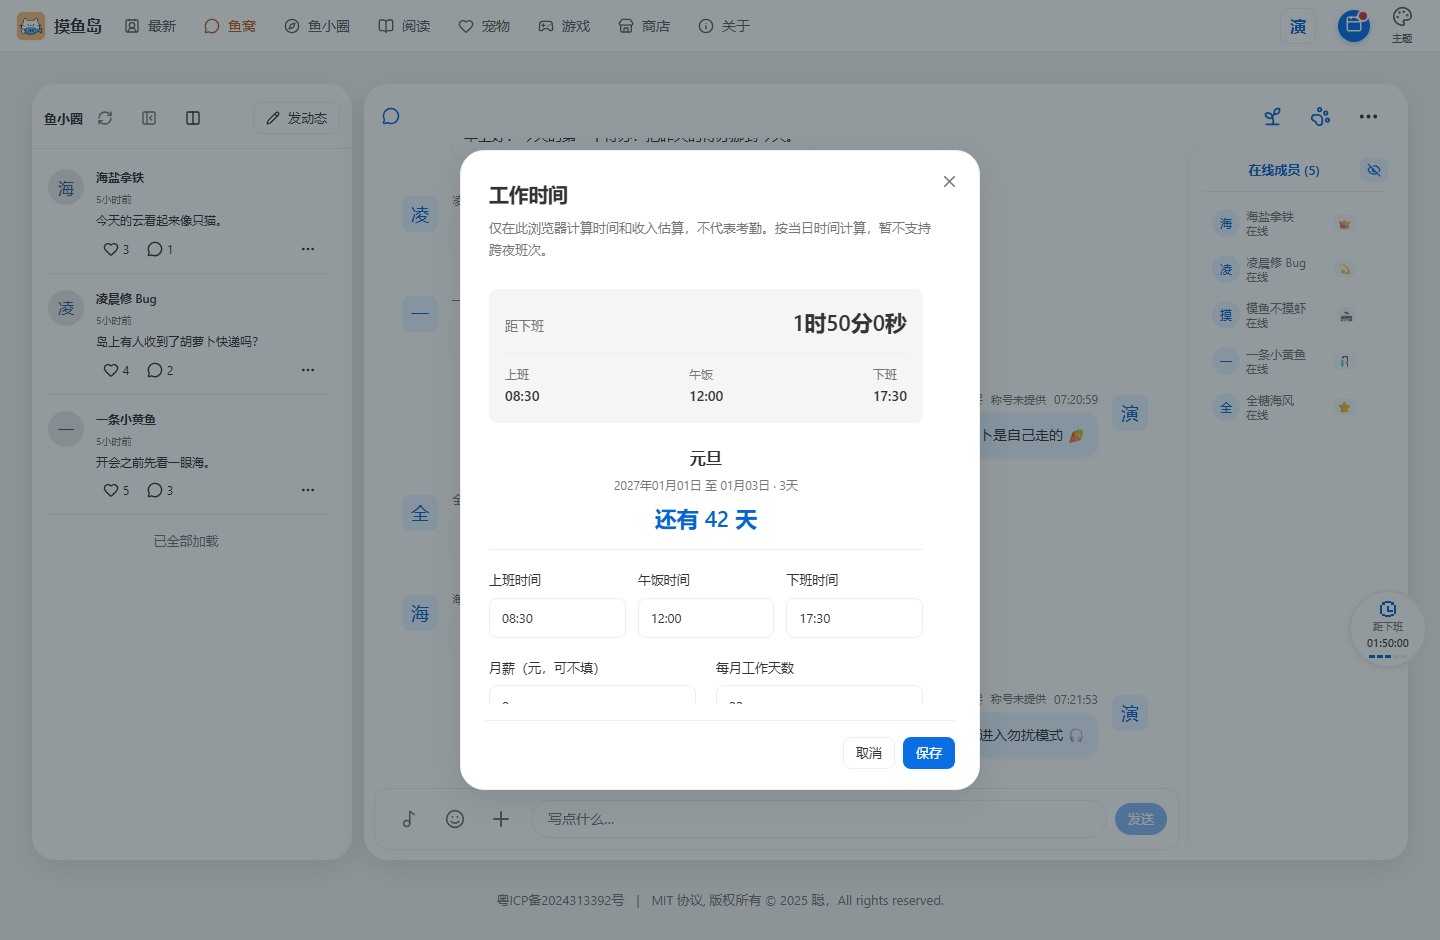 摸鱼岛
最新
鱼窝
鱼小圈
阅读
宠物
游戏
商店
关于
演
主题
鱼小圈
发动态
海
海盐拿铁
5小时前
今天的云看起来像只猫。
3
1
凌
凌晨修 Bug
5小时前
岛上有人收到了胡萝卜快递吗？
4
2
一
一条小黄鱼
5小时前
开会之前先看一眼海。
5
3
已全部加载
凌
一
全
海
称号未提供 07:20:59
卜是自己走的
演
称号未提供 07:21:53
进入勿扰模式
演
在线成员 (5)
海
海盐拿铁
在线
凌
凌晨修 Bug
在线
摸
摸鱼不摸虾
在线
一
一条小黄鱼
在线
全
全糖海风
在线
工作时间
仅在此浏览器计算时间和收入估算，不代表考勤。按当日时间计算，暂不支持
跨夜班次。
距下班
1时50分0秒
上班
午饭
下班
08:30
12:00
17:30
元旦
2027年01月01日 至 01月03日 · 3天
还有 42 天
上班时间
午饭时间
下班时间
08:30
12:00
17:30
月薪（元，可不填）
每月工作天数
取消
保存
距下班
01:50:00
写点什么...
发送
粤ICP备2024313392号 | MIT 协议, 版权所有 © 2025 聪，All rights reserved.